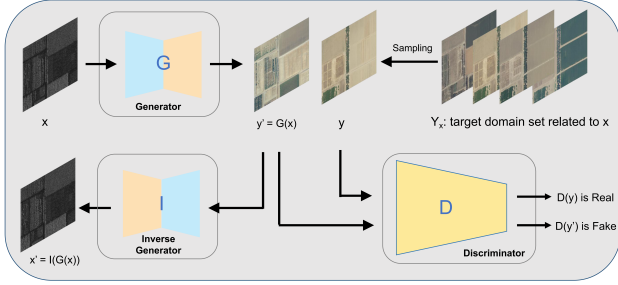 G
Generator
x
y' = G(x)
y
Sampling
Yx: target domain set related to x
I
Inverse
Generator
x' = I(G(x))
D
Discriminator
D(y) is Real
D(y') is Fake